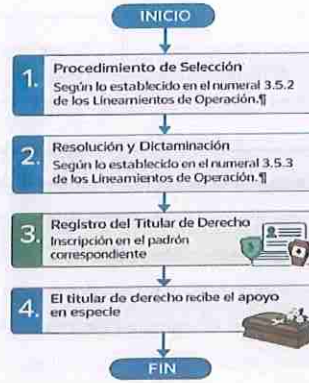 INICIO
1. Procedimiento de Selección
Según lo establecido en el numeral 3.5.2
de los Lineamientos de Operación.¶
2. Resolución y Dictaminación
Según lo establecido en el numeral 3.5.3
de los Lineamientos de Operación.¶
3. Registro del Titular de Derecho
Inscripción en el padrón
correspondiente
4. El titular de derecho recibe el apoyo
en especie
FIN